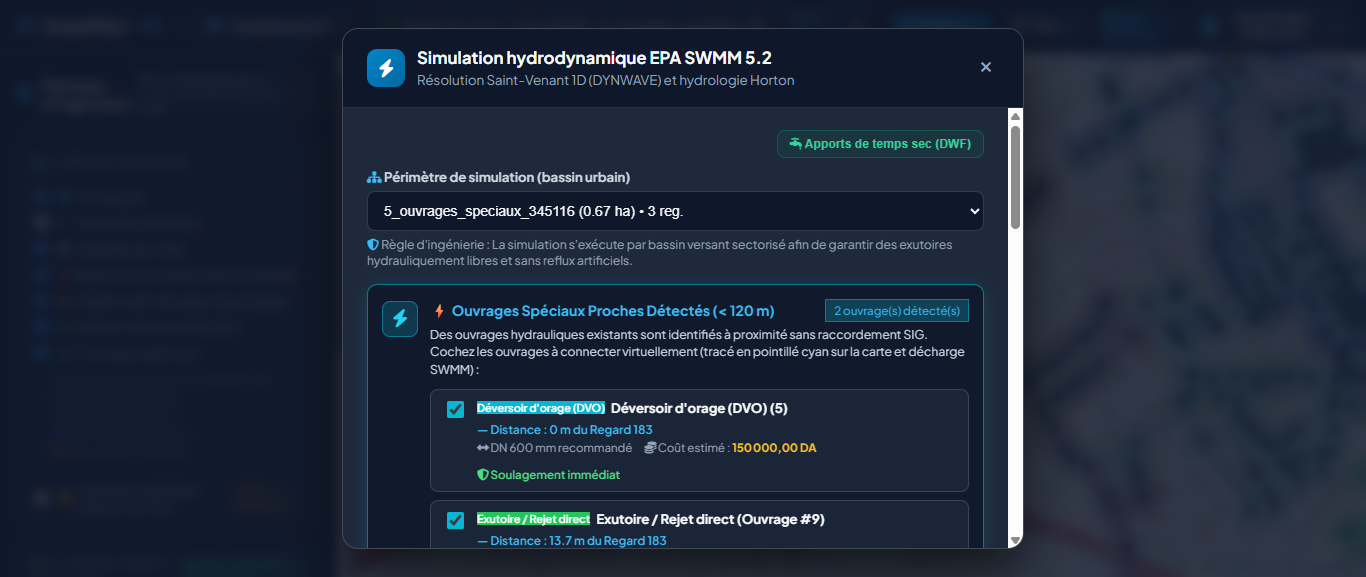 Simulation hydrodynamique EPA SWMM 5.2
Résolution Saint-Venant 1D (DYNWAVE) et hydrologie Horton
Apports de temps sec (DWF)
Périmètre de simulation (bassin urbain)
5_ouvrages_speciaux_345116 (0.67 ha) • 3 reg.
Règle d'ingénierie : La simulation s'exécute par bassin versant sectorisé afin de garantir des exutoires
hydrauliquement libres et sans reflux artificiels.
Ouvrages Spéciaux Proches Détectés (< 120 m)
2 ouvrage(s) détecté(s)
Des ouvrages hydrauliques existants sont identifiés à proximité sans raccordement SIG.
Cochez les ouvrages à connecter virtuellement (tracé en pointillé cyan sur la carte et décharge
SWMM) :
Déversoir d'orage (DVO) Déversoir d'orage (DVO) (5)
— Distance : 0 m du Regard 183
DN 600 mm recommandé Coût estimé : 150 000,00 DA
Soulagement immédiat
Exutoire / Rejet direct Exutoire / Rejet direct (Ouvrage #9)
— Distance : 13.7 m du Regard 183